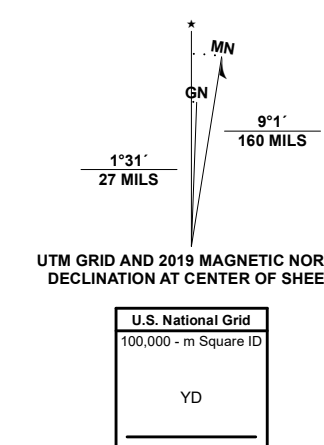 ★
MN
GN
9°1´
160 MILS
1°31´
27 MILS
UTM GRID AND 2019 MAGNETIC NOR
DECLINATION AT CENTER OF SHEE
U.S. National Grid
100,000 - m Square ID
YD